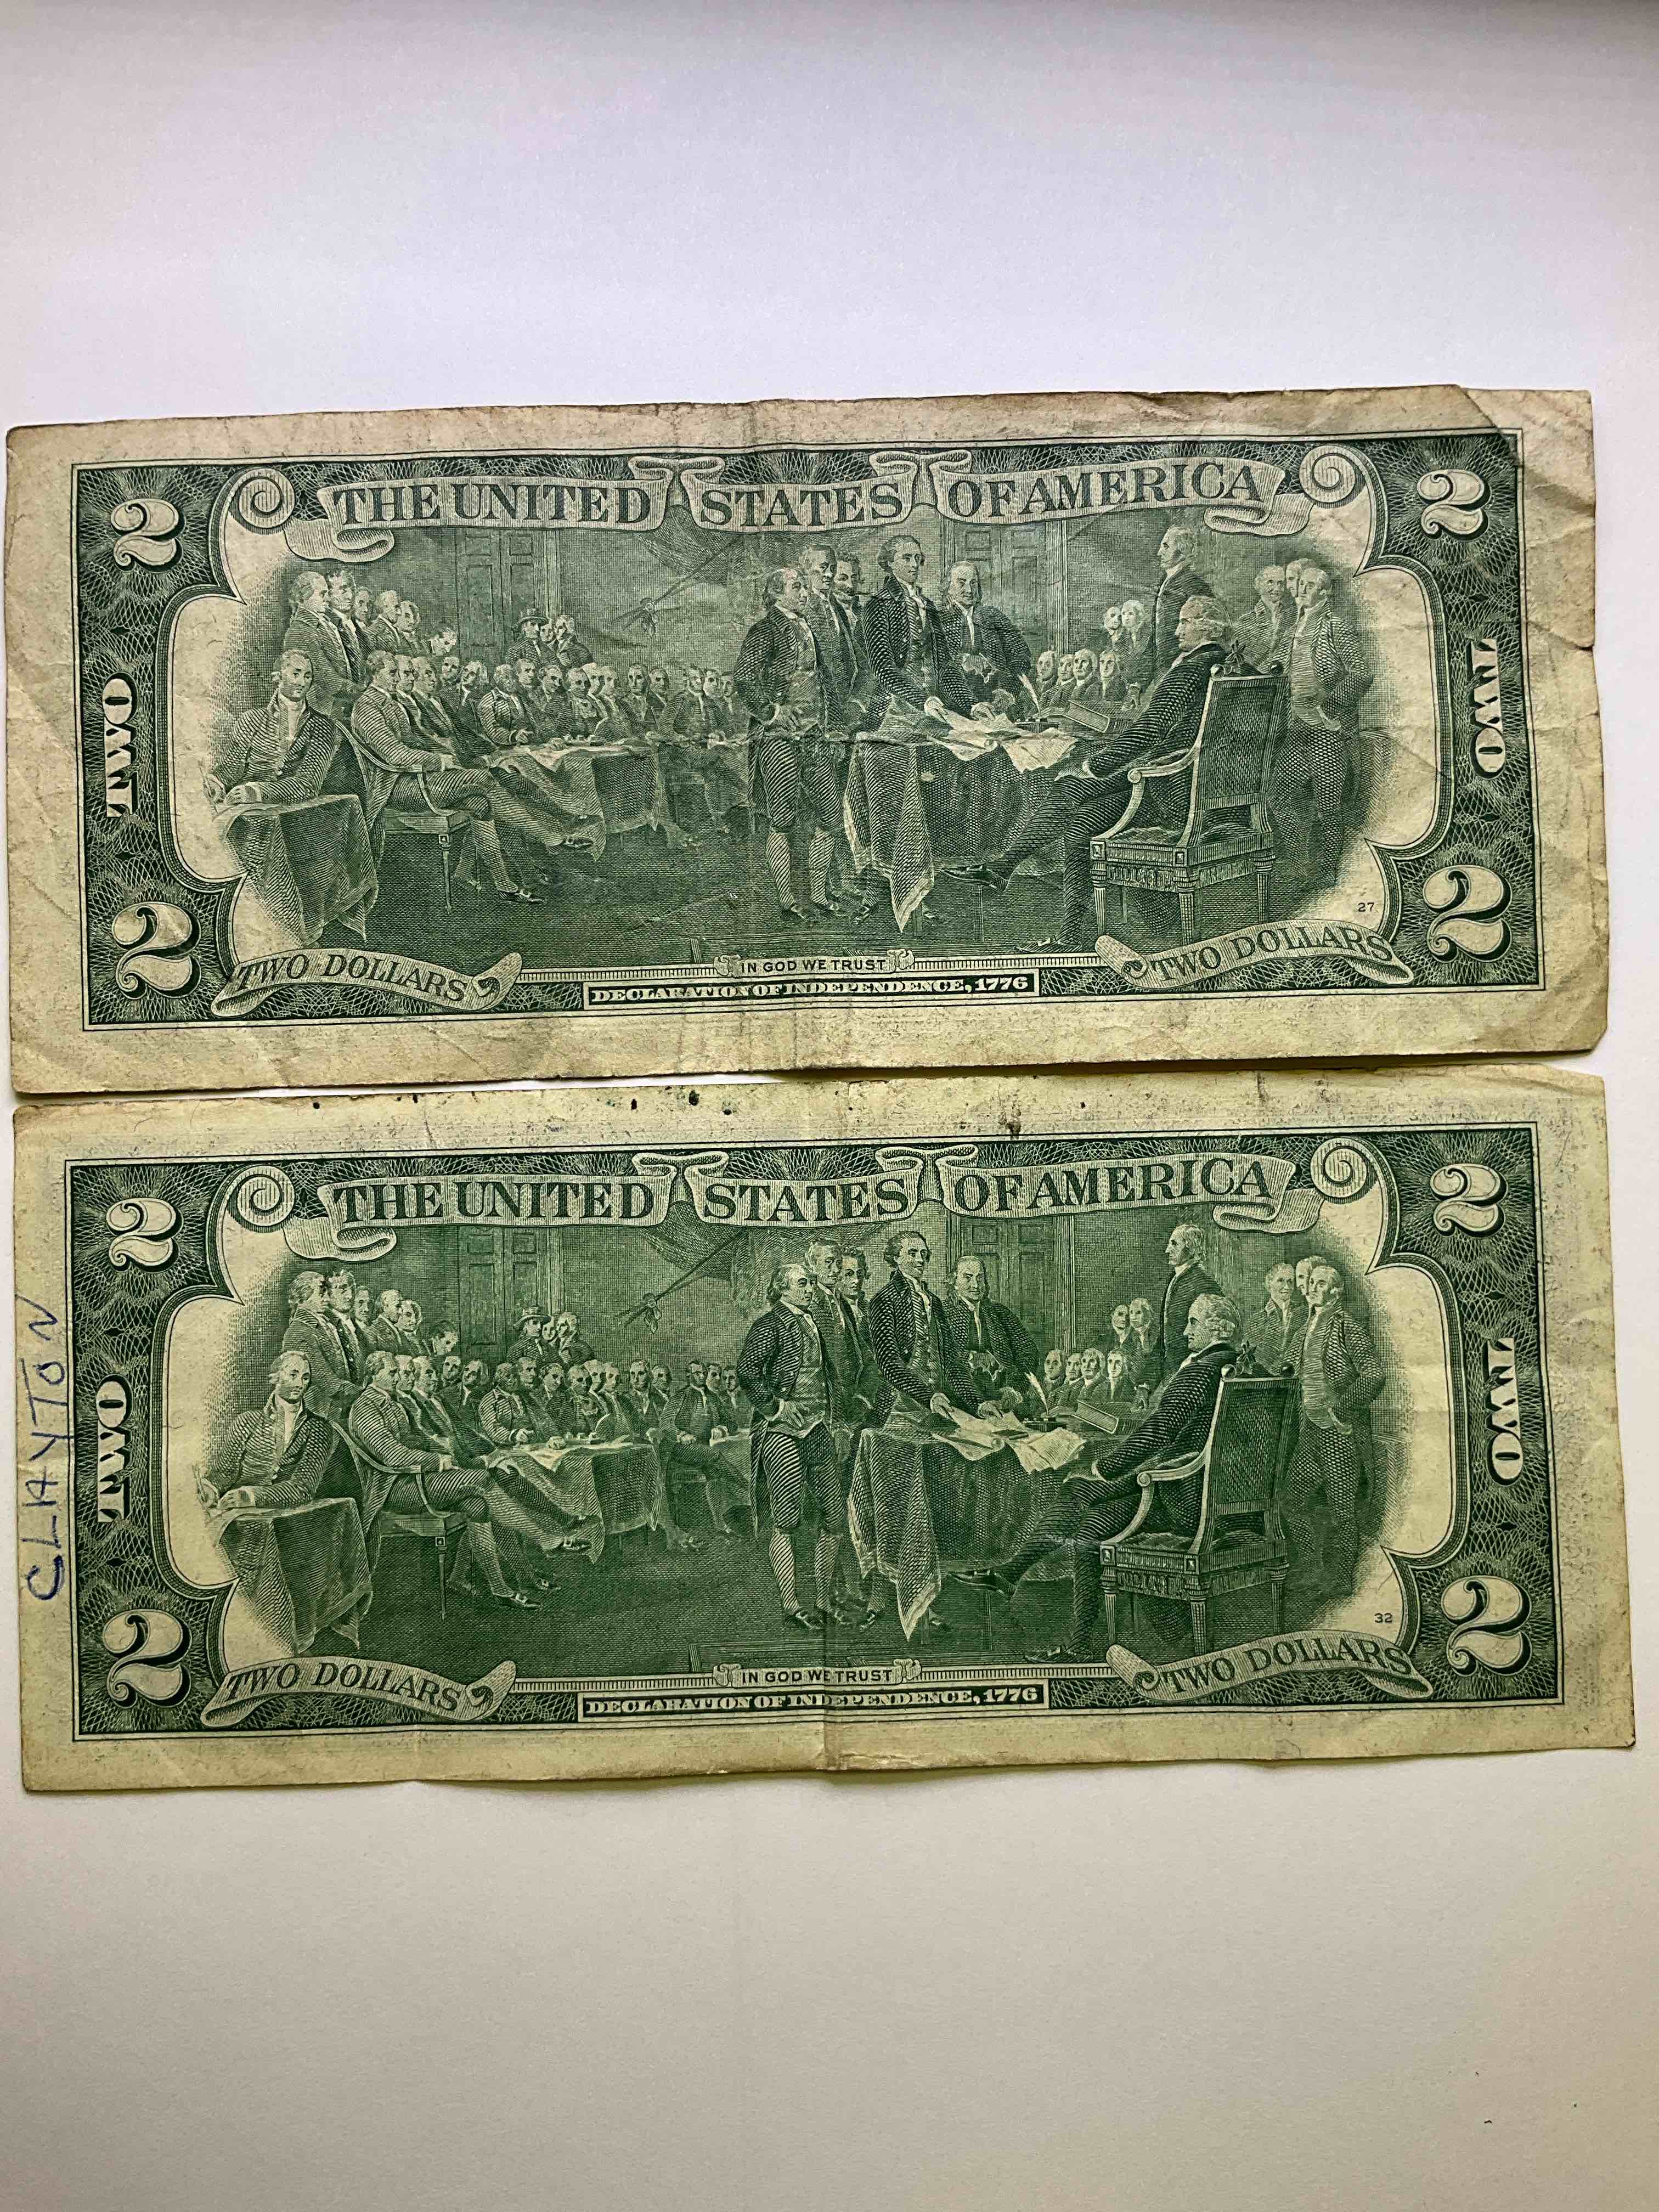 2 THE UNITED STATES OF AMERICA 2
TWO
TWO
27
2 TWO DOLLARS IN GOD WE TRUST TWO DOLLARS 2
DECLARATION OF INDEPENDENCE, 1776
2 THE UNITED STATES OF AMERICA 2
CLAYTON
TWO
TWO
32
2 TWO DOLLARS IN GOD WE TRUST TWO DOLLARS 2
DECLARATION OF INDEPENDENCE, 1776